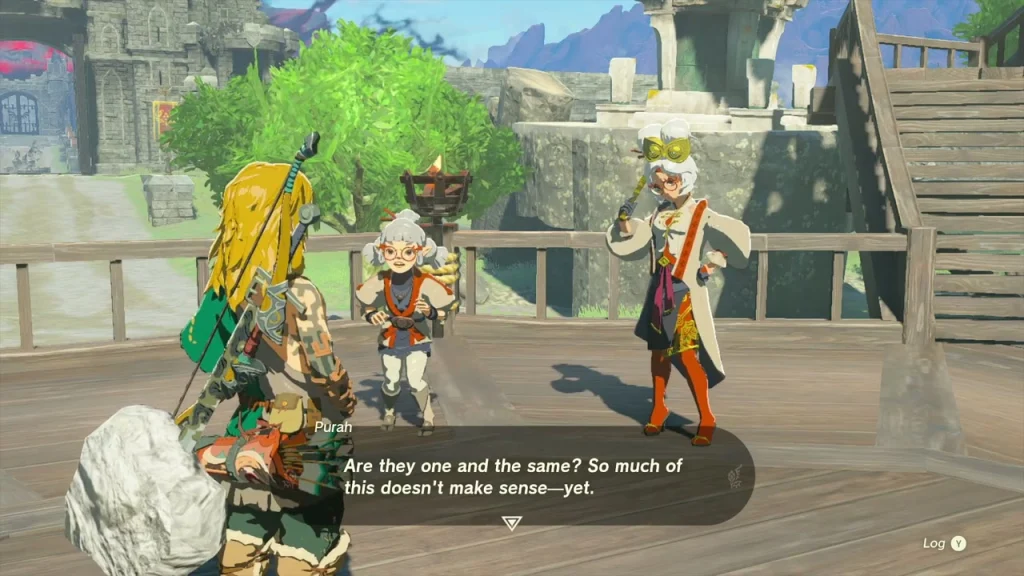 Purah
Are they one and the same? So much of
this doesn't make sense—yet.
Log Y